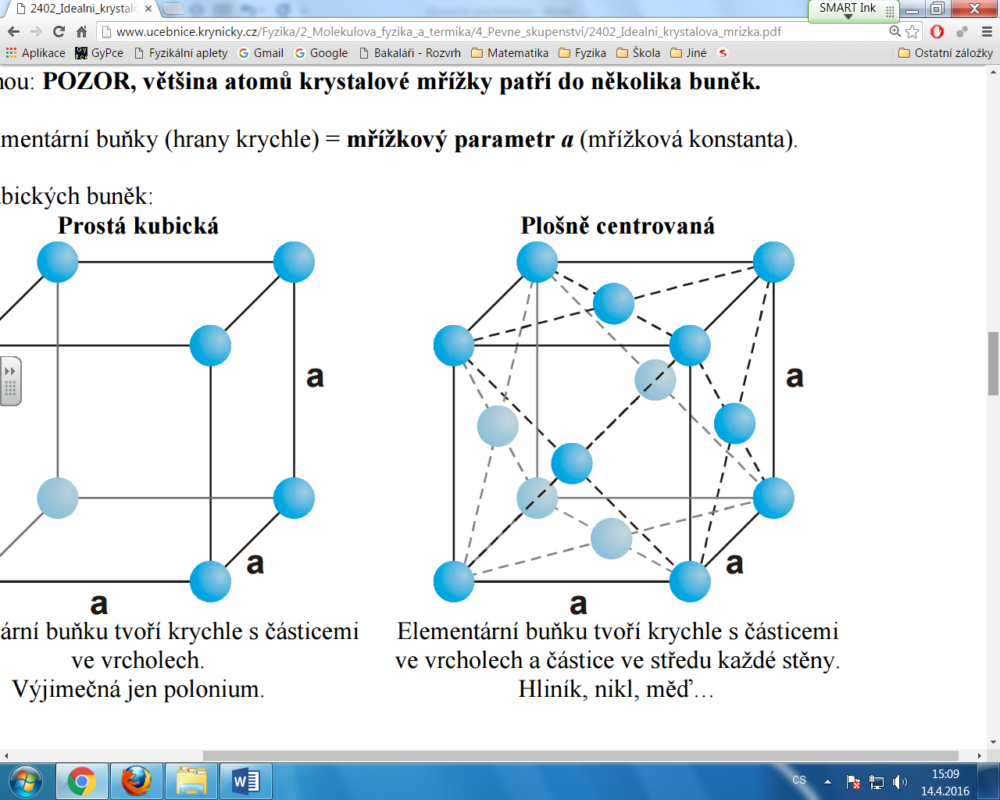 2402_Idealni_krystalc
SMART Ink
www.ucebnice.krynicky.cz/Fyzika/2_Molekulova_fyzika_a_termika/4_Pevne_skupenstvi/2402_Idealni_krystalova_mrizka.pdf
Aplikace GyPce Fyzikální aplety Gmail Google Bakaláři - Rozvrh Matematika Fyzika Škola Jiné Ostatní záložky
nou: POZOR, většina atomů krystalové mřížky patří do několika buněk.
mentární buňky (hrany krychle) = mřížkový parametr a (mřížková konstanta).
bických buněk:
Prostá kubická Plošně centrovaná
a a
a a
a a
ární buňku tvoří krychle s částicemi
ve vrcholech.
Výjimečná jen polonium.
Elementární buňku tvoří krychle s částicemi
ve vrcholech a částice ve středu každé stěny.
Hliník, nikl, měď...
CS 15:09
14.4.2016